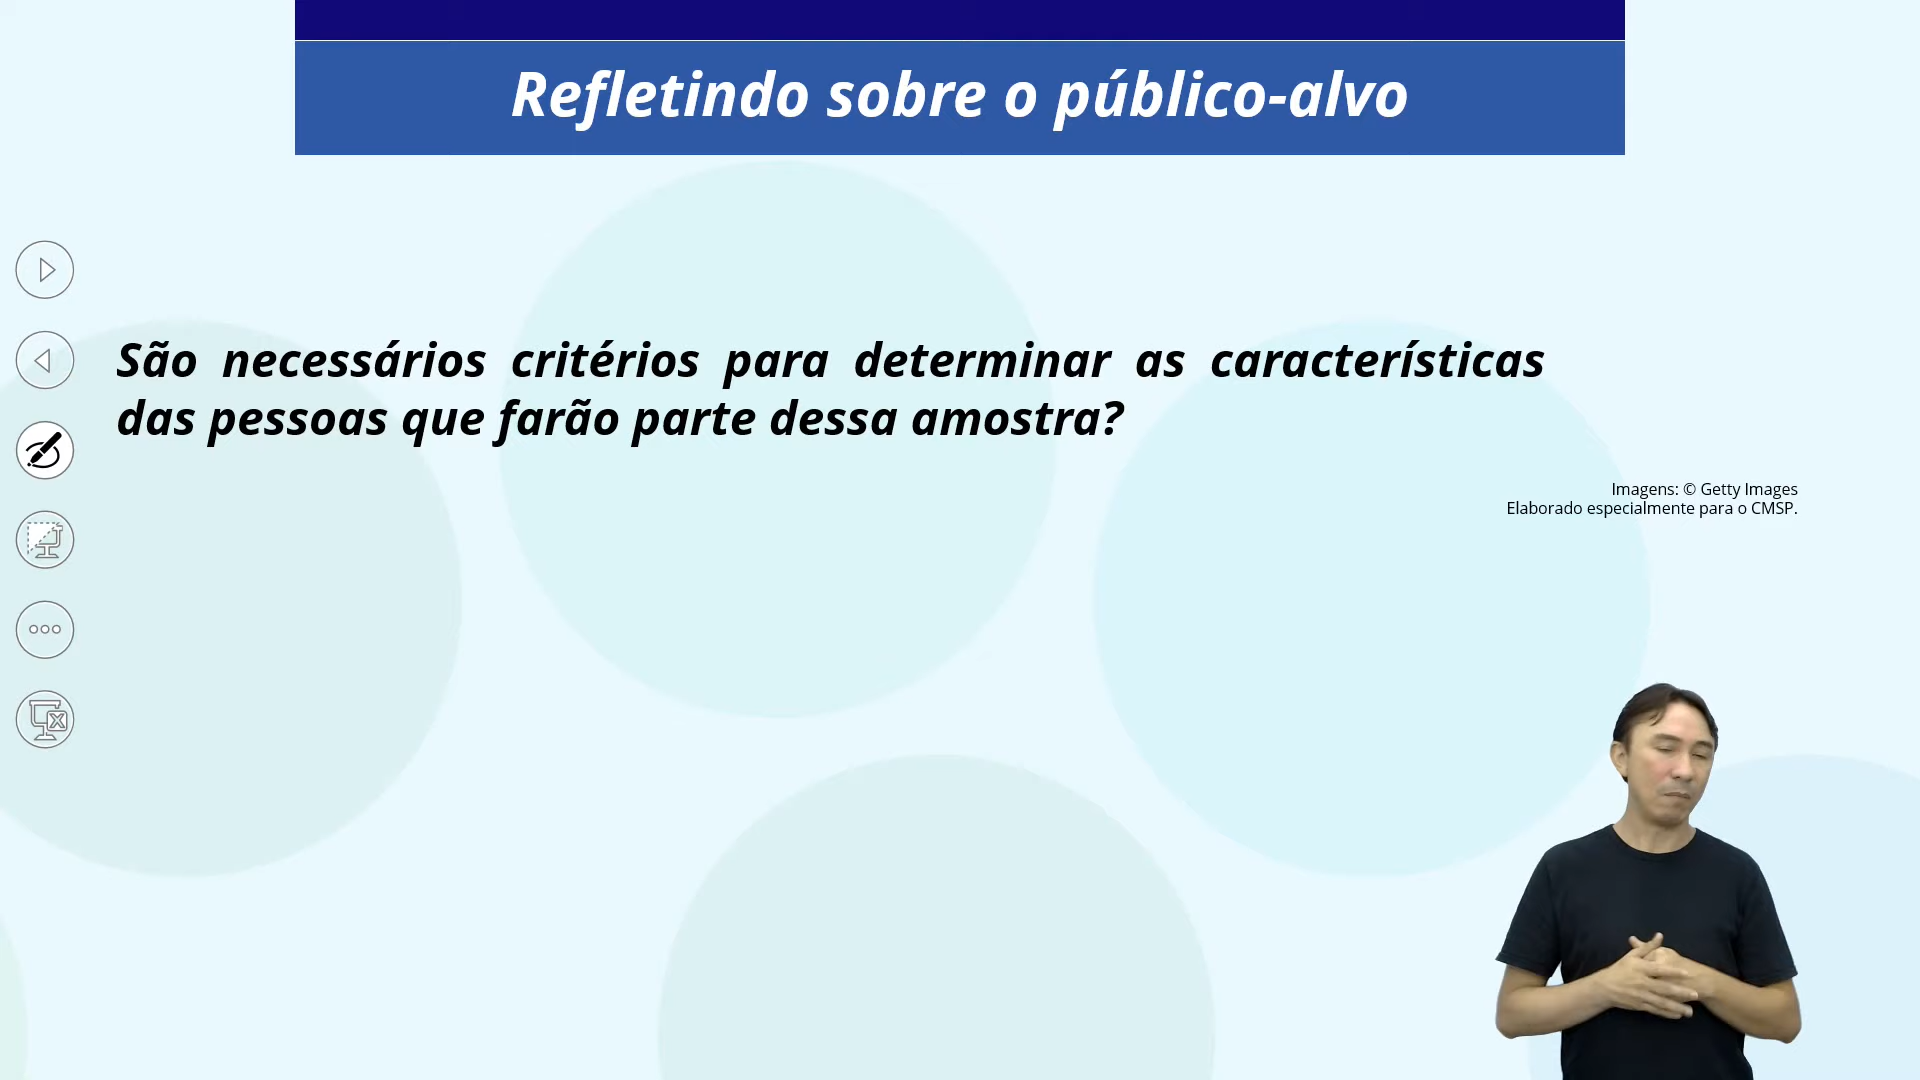 Refletindo sobre o público-alvo
São necessários critérios para determinar as características
das pessoas que farão parte dessa amostra?
Imagens: © Getty Images
Elaborado especialmente para o CMSP.